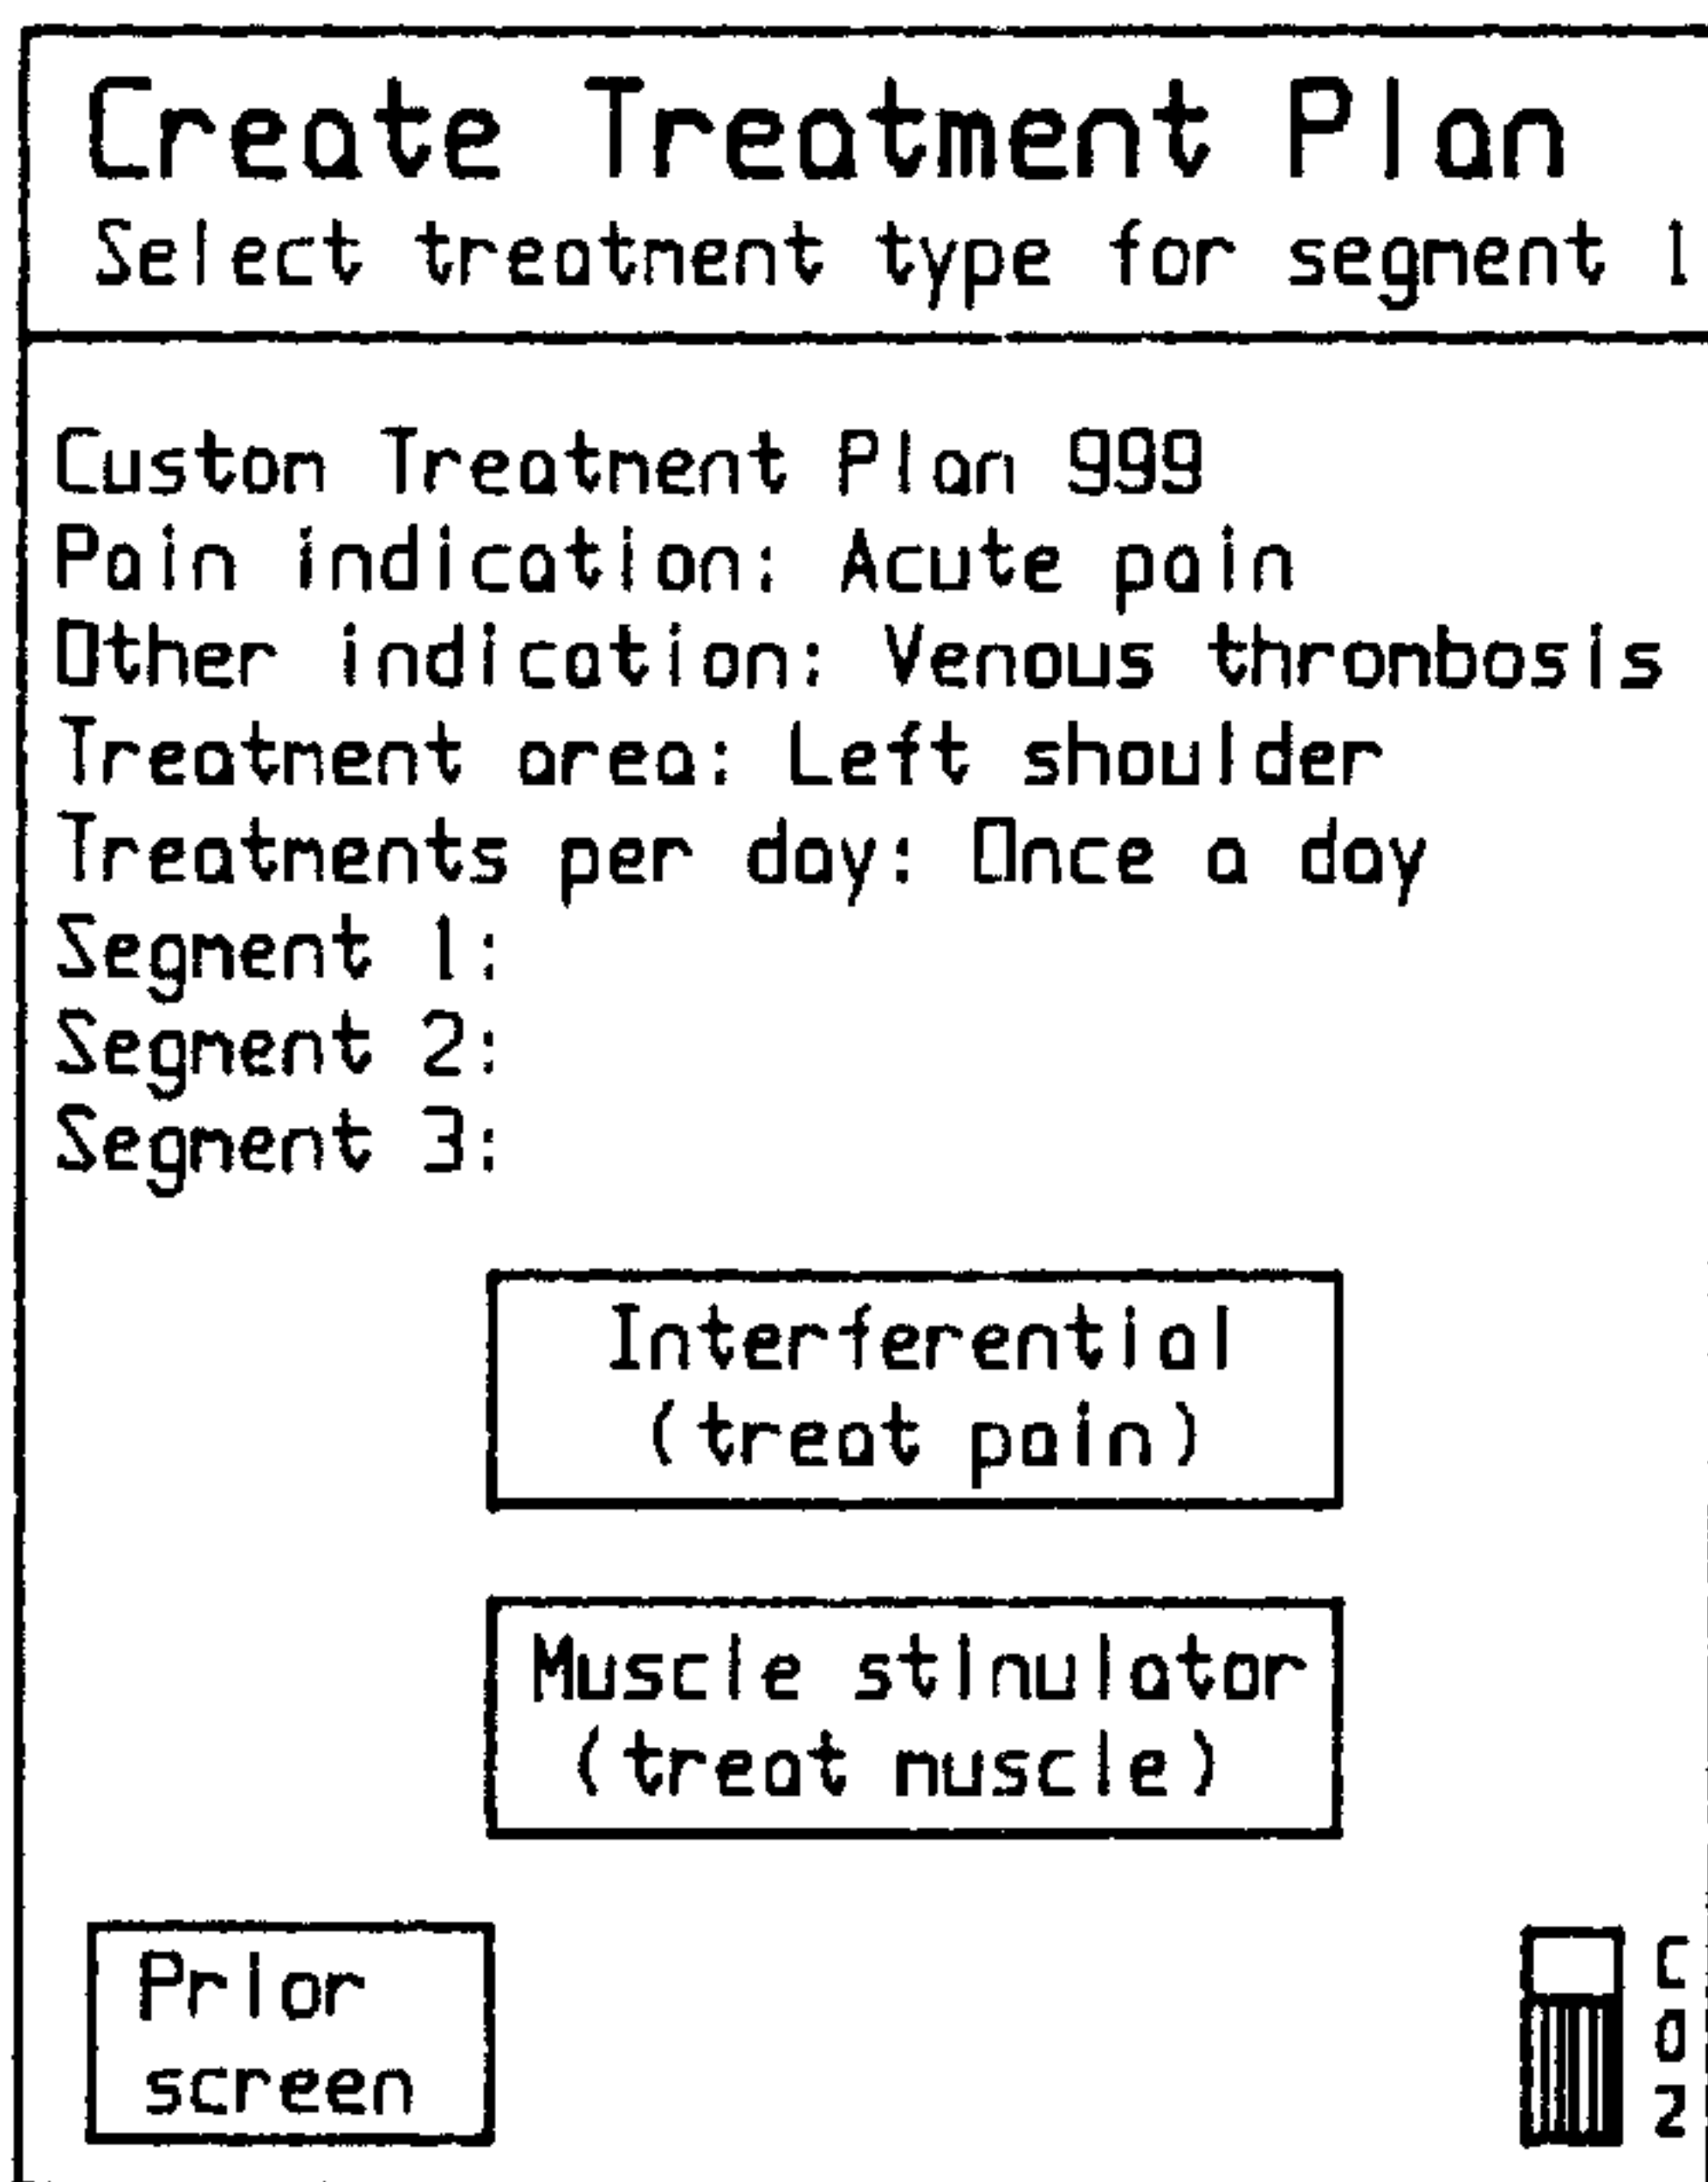 Create Treatment Plan
Select treatment type for segment 1
Custom Treatment Plan 999
Pain indication: Acute pain
Other indication: Venous thrombosis
Treatment area: Left shoulder
Treatments per day: Once a day
Segment 1:
Segment 2:
Segment 3:
Interferential
(treat pain)
Muscle stimulator
(treat muscle)
Prior
screen
C
0
2